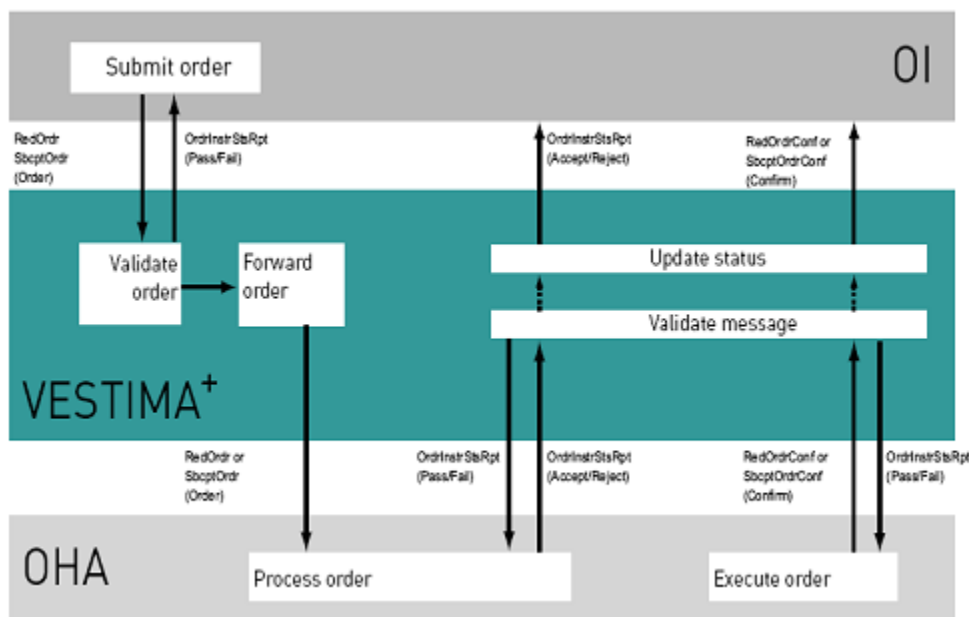 Submit order
OI
RedOrdr
SbcptOrdr
(Order)
OrdrInstrStsRpt
(Pass/Fail)
OrdrInstrStsRpt
(Accept/Reject)
RedOrdrConf or
SbcptOrdrConf
(Confirm)
Validate
order
Forward
order
Update status
Validate message
VESTIMA+
RedOrdr or
SbcptOrdr
(Order)
OrdrInstrStsRpt
(Pass/Fail)
OrdrInstrStsRpt
(Accept/Reject)
RedOrdrConf or
SbcptOrdrConf
(Confirm)
OrdrInstrStsRpt
(Pass/Fail)
OHA
Process order
Execute order